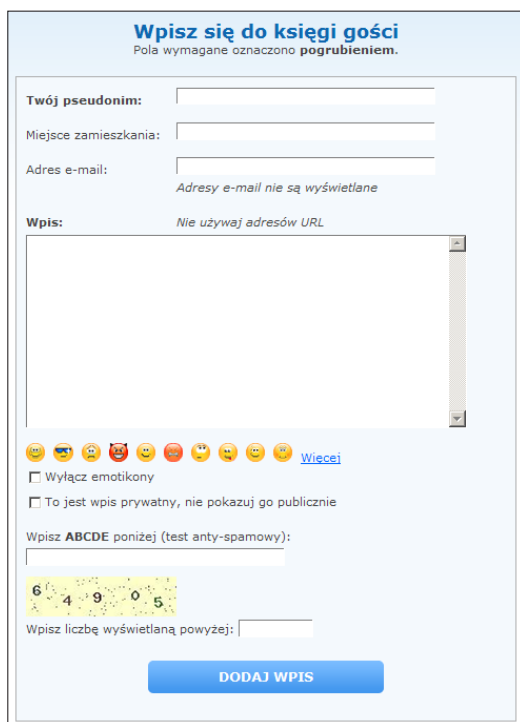 Wpisz się do księgi gości
Pola wymagane oznaczono pogrubieniem.
Twój pseudonim:
Miejsce zamieszkania:
Adres e-mail:
Adresy e-mail nie są wyświetlane
Wpis: Nie używaj adresów URL
Więcej
Wyłącz emotikony
To jest wpis prywatny, nie pokazuj go publicznie
Wpisz ABCDE poniżej (test anty-spamowy):
6 4 9 0 5
Wpisz liczbę wyświetlaną powyżej:
DODAJ WPIS